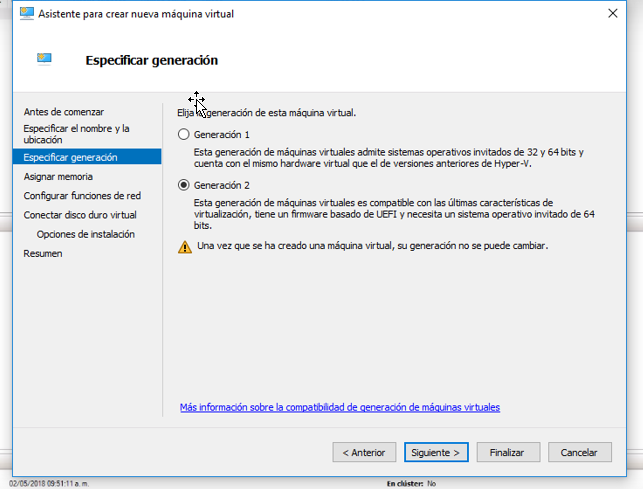 Asistente para crear nueva máquina virtual
Especificar generación
Antes de comenzar
Especificar el nombre y la
ubicación
Especificar generación
Asignar memoria
Configurar funciones de red
Conectar disco duro virtual
Opciones de instalación
Resumen
Elija generación de esta máquina virtual.
Generación 1
Esta generación de máquinas virtuales admite sistemas operativos invitados de 32 y 64 bits y
cuenta con el mismo hardware virtual que el de versiones anteriores de Hyper-V.
Generación 2
Esta generación de máquinas virtuales es compatible con las últimas características de
virtualización, tiene un firmware basado de UEFI y necesita un sistema operativo invitado de 64
bits.
Una vez que se ha creado una máquina virtual, su generación no se puede cambiar.
Más información sobre la compatibilidad de generación de máquinas virtuales
< Anterior
Siguiente >
Finalizar
Cancelar
02/05/2018 09:51:11 a. m.
En clúster: No